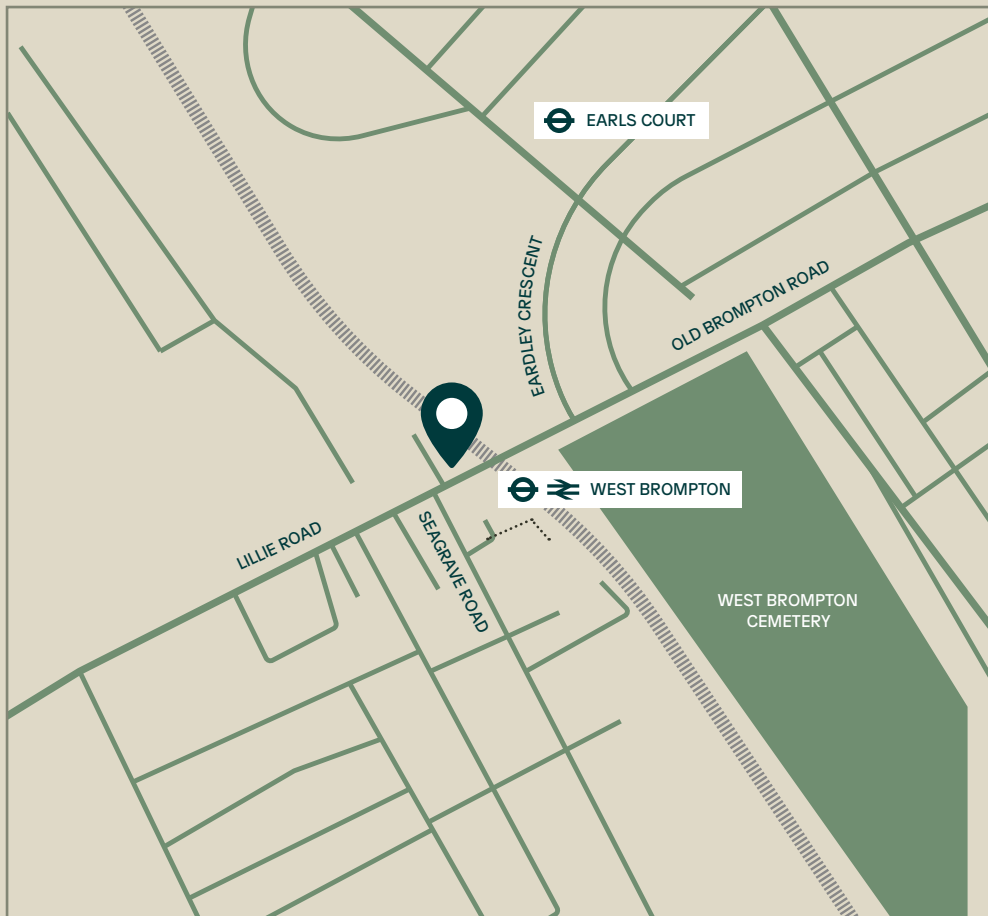 EARLS COURT
EARDLEY CRESCENT
OLD BROMPTON ROAD
WEST BROMPTON
LILLIE ROAD
SEAGRAVE ROAD
WEST BROMPTON
CEMETERY